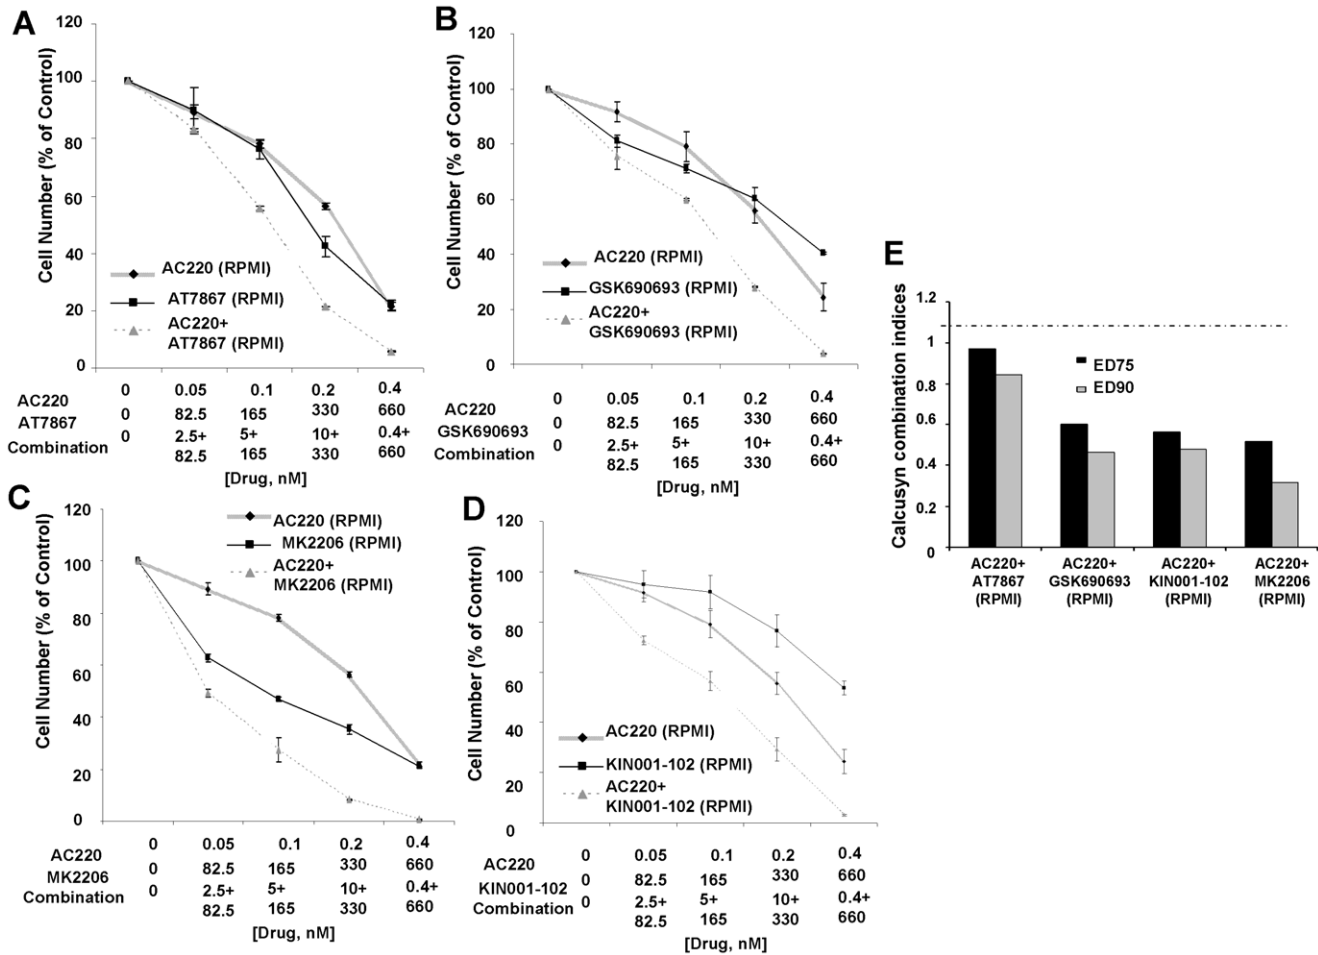 A
120
100
80
60
40
20
0
Cell Number (% of Control)
AC220 (RPMI)
AT7867 (RPMI)
AC220+
AT7867 (RPMI)
0 0.05 0.1 0.2 0.4
AC220 0 82.5 165 330 660
AT7867 0 2.5+ 5+ 10+ 0.4+
Combination 82.5 165 330 660
[Drug, nM]
B
120
100
80
60
40
20
0
Cell Number (% of Control)
AC220 (RPMI)
GSK690693 (RPMI)
AC220+
GSK690693 (RPMI)
0 0.05 0.1 0.2 0.4
AC220 0 82.5 165 330 660
GSK690693 0 2.5+ 5+ 10+ 0.4+
Combination 82.5 165 330 660
[Drug, nM]
C
120
100
80
60
40
20
0
Cell Number (% of Control)
AC220 (RPMI)
MK2206 (RPMI)
AC220+
MK2206 (RPMI)
0 0.05 0.1 0.2 0.4
AC220 0 82.5 165 330 660
MK2206
Combination 0 2.5+ 5+ 10+ 0.4+
82.5 165 330 660
[Drug, nM]
D
120
100
80
60
40
20
0
Cell Number (% of Control)
AC220 (RPMI)
KIN001-102 (RPMI)
AC220+
KIN001-102 (RPMI)
0 0.05 0.1 0.2 0.4
AC220 0 82.5 165 330 660
KIN001-102 0 2.5+ 5+ 10+ 0.4+
Combination 82.5 165 330 660
[Drug, nM]
E
1.2
1
0.8
0.6
0.4
0.2
0
Calcusyn combination indices
ED75
ED90
AC220+ AC220+ AC220+ AC220+
AT7867 GSK690693 KIN001-102 MK2206
(RPMI) (RPMI) (RPMI) (RPMI)